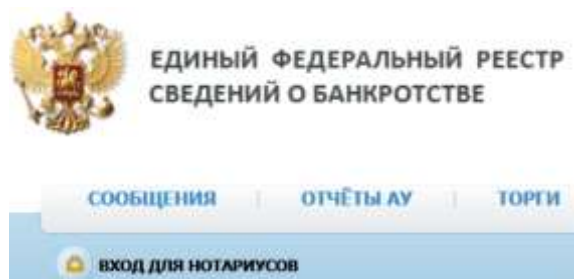 ЕДИНЫЙ ФЕДЕРАЛЬНЫЙ РЕЕСТР
СВЕДЕНИЙ О БАНКРОТСТВЕ
СООБЩЕНИЯ ОТЧЁТЫ АУ ТОРГИ
ВХОД ДЛЯ НОТАРИУСОВ